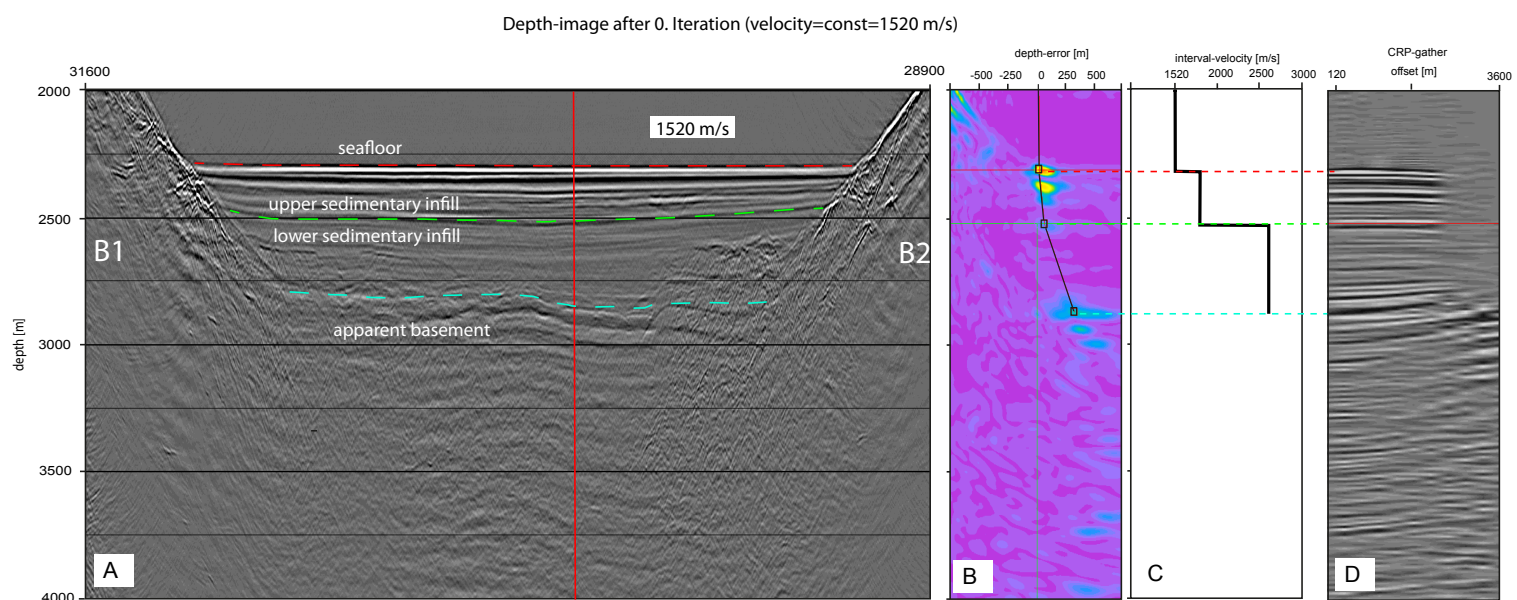 Depth-image after 0. Iteration (velocity=const=1520 m/s)
31600
28900
depth-error [m]
-500 -250 0 250 500
interval-velocity [m/s]
1520 2000 2500 3000
CRP-gather
offset [m]
120 3600
2000
2500
3000
3500
4000
depth [m]
1520 m/s
seafloor
upper sedimentary infill
lower sedimentary infill
B1
B2
apparent basement
A
B
C
D